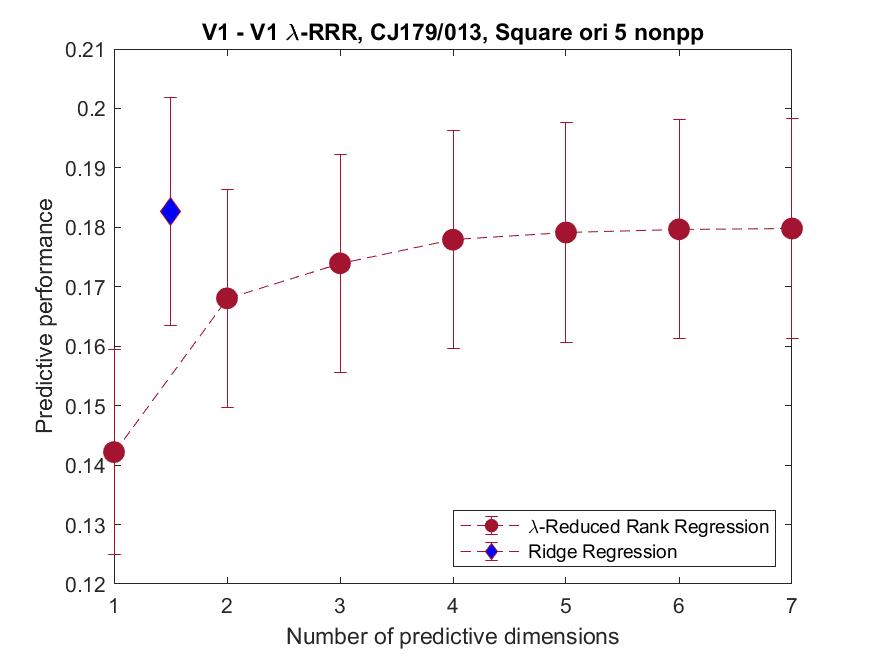 V1 - V1 λ-RRR, CJ179/013, Square ori 5 nonpp
0.21
0.2
0.19
0.18
0.17
0.16
0.15
0.14
0.13
0.12
Predictive performance
1 2 3 4 5 6 7
Number of predictive dimensions
λ-Reduced Rank Regression
Ridge Regression